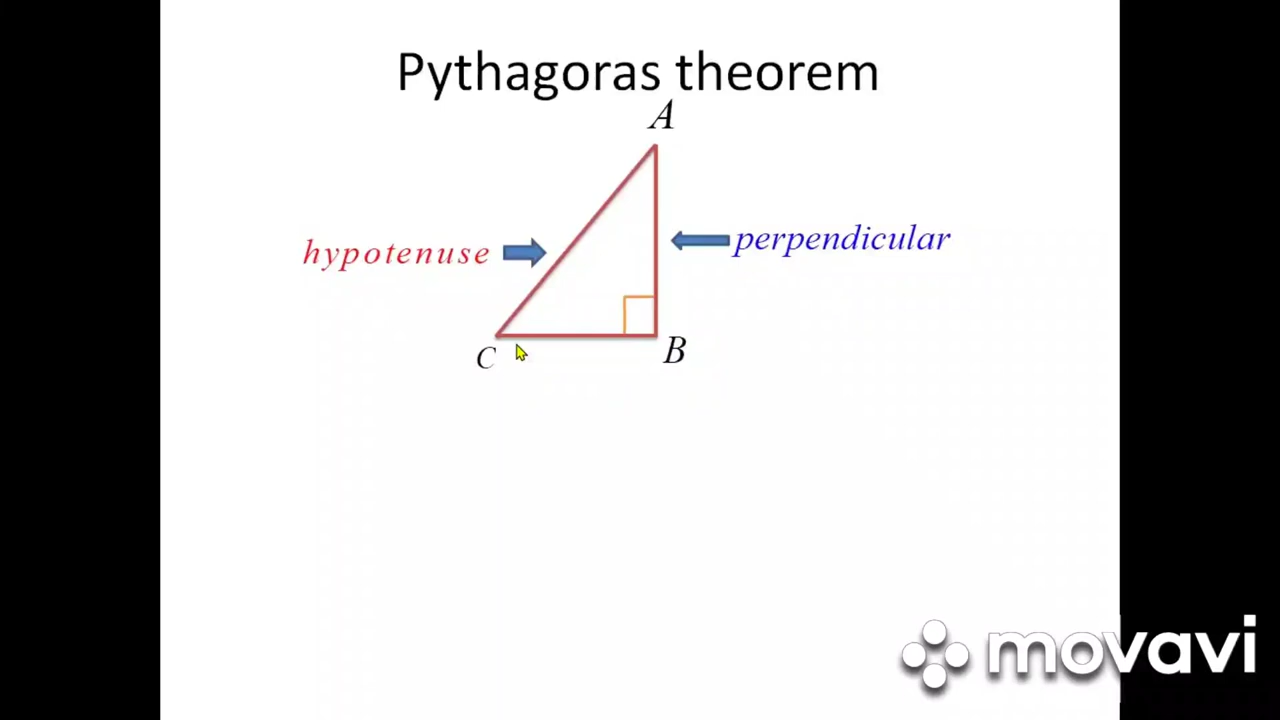 Pythagoras theorem
A
hypotenuse
perpendicular
C
B
movavi